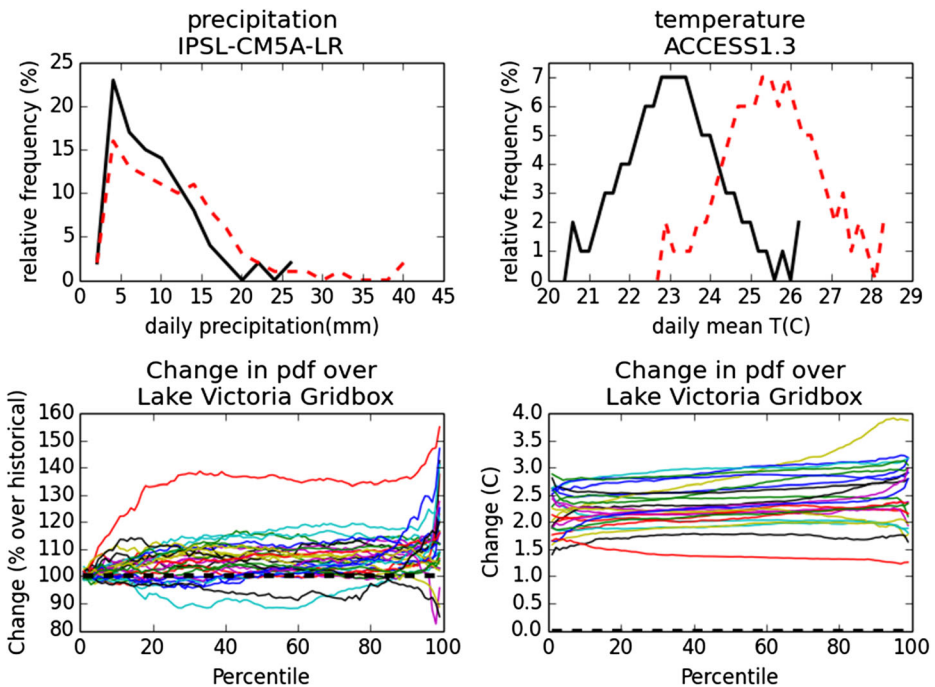 precipitation
IPSL-CM5A-LR
relative frequency (%)
25
20
15
10
5
0
0 5 10 15 20 25 30 35 40 45
daily precipitation(mm)
temperature
ACCESS1.3
relative frequency (%)
7
6
5
4
3
2
1
0
20 21 22 23 24 25 26 27 28 29
daily mean T(C)
Change in pdf over
Lake Victoria Gridbox
Change (% over historical)
160
150
140
130
120
110
100
90
80
0 20 40 60 80 100
Percentile
Change in pdf over
Lake Victoria Gridbox
Change (C)
4.0
3.5
3.0
2.5
2.0
1.5
1.0
0.5
0.0
0 20 40 60 80 100
Percentile